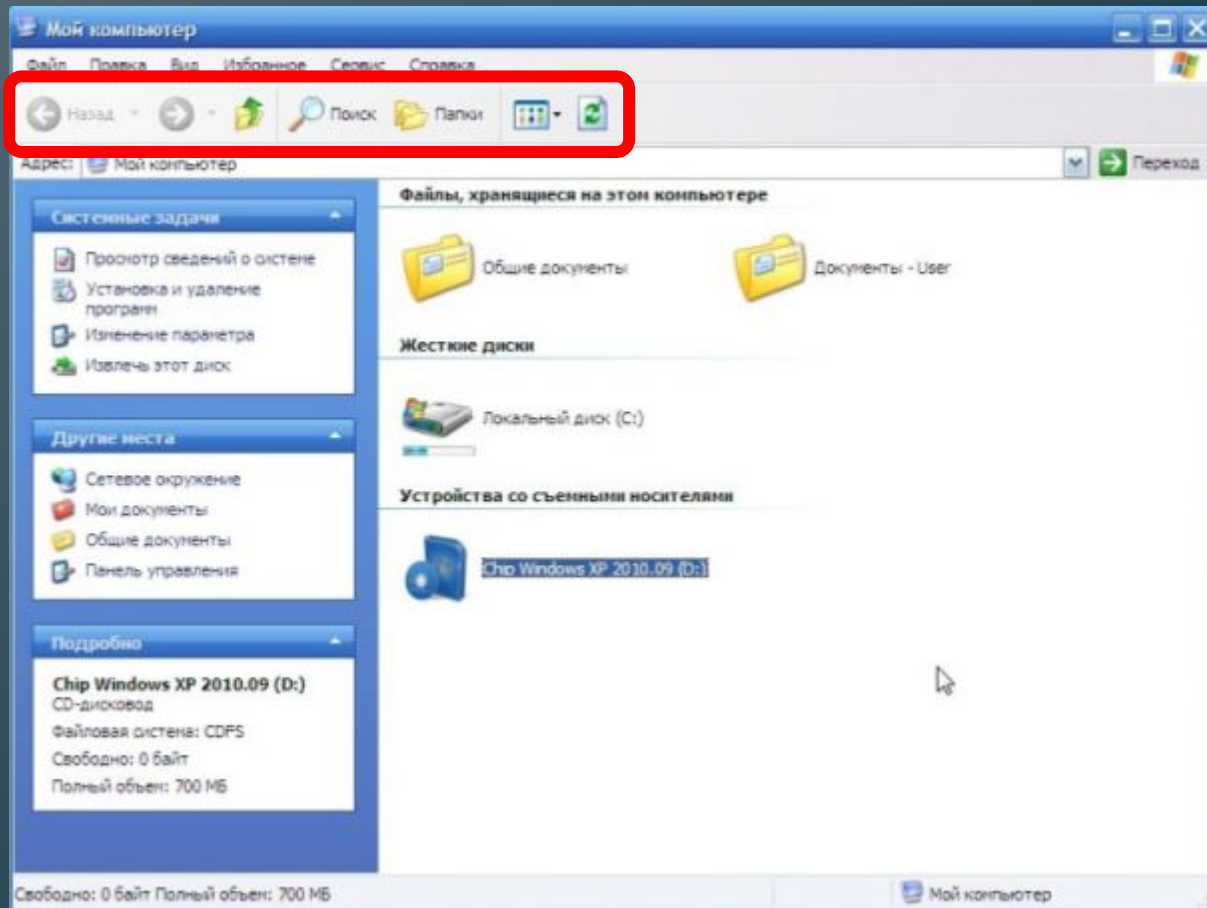 Мой компьютер
Файл Правка Вид Избранное Сервис Справка
Назад Поиск Папки
Адрес: Мой компьютер Переход
Системные задачи
Просмотр сведений о системе
Установка и удаление
программ
Изменение параметра
Извлечь этот диск
Другие места
Сетевое окружение
Мои документы
Общие документы
Панель управления
Подробно
Chip Windows XP 2010.09 (D:)
CD-дисковод
Файловая система: CDFS
Свободно: 0 байт
Полный объем: 700 МБ
Файлы, хранящиеся на этом компьютере
Общие документы Документы - User
Жесткие диски
Локальный диск (C:)
Устройства со съемными носителями
Chip Windows XP 2010.09 (D:)
Свободно: 0 байт Полный объем: 700 МБ Мой компьютер